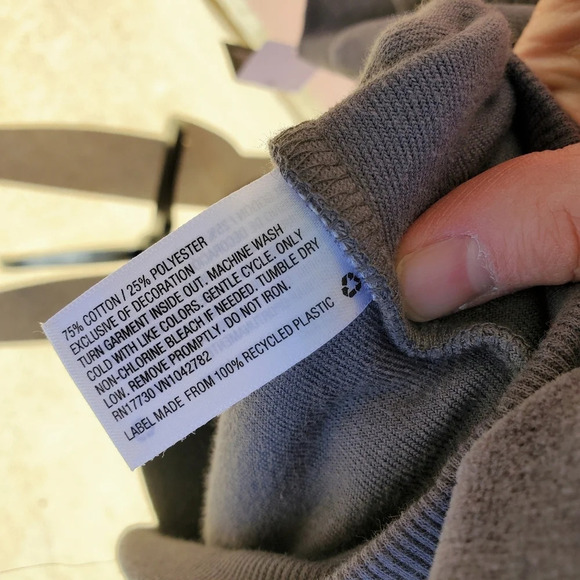 75% COTTON / 25% POLYESTER
EXCLUSIVE OF DECORATION
TURN GARMENT INSIDE OUT. MACHINE WASH
COLD WITH LIKE COLORS. GENTLE CYCLE. ONLY
NON-CHLORINE BLEACH IF NEEDED. TUMBLE DRY
LOW. REMOVE PROMPTLY. DO NOT IRON.
RN17730 VN1042782
LABEL MADE FROM 100% RECYCLED PLASTIC